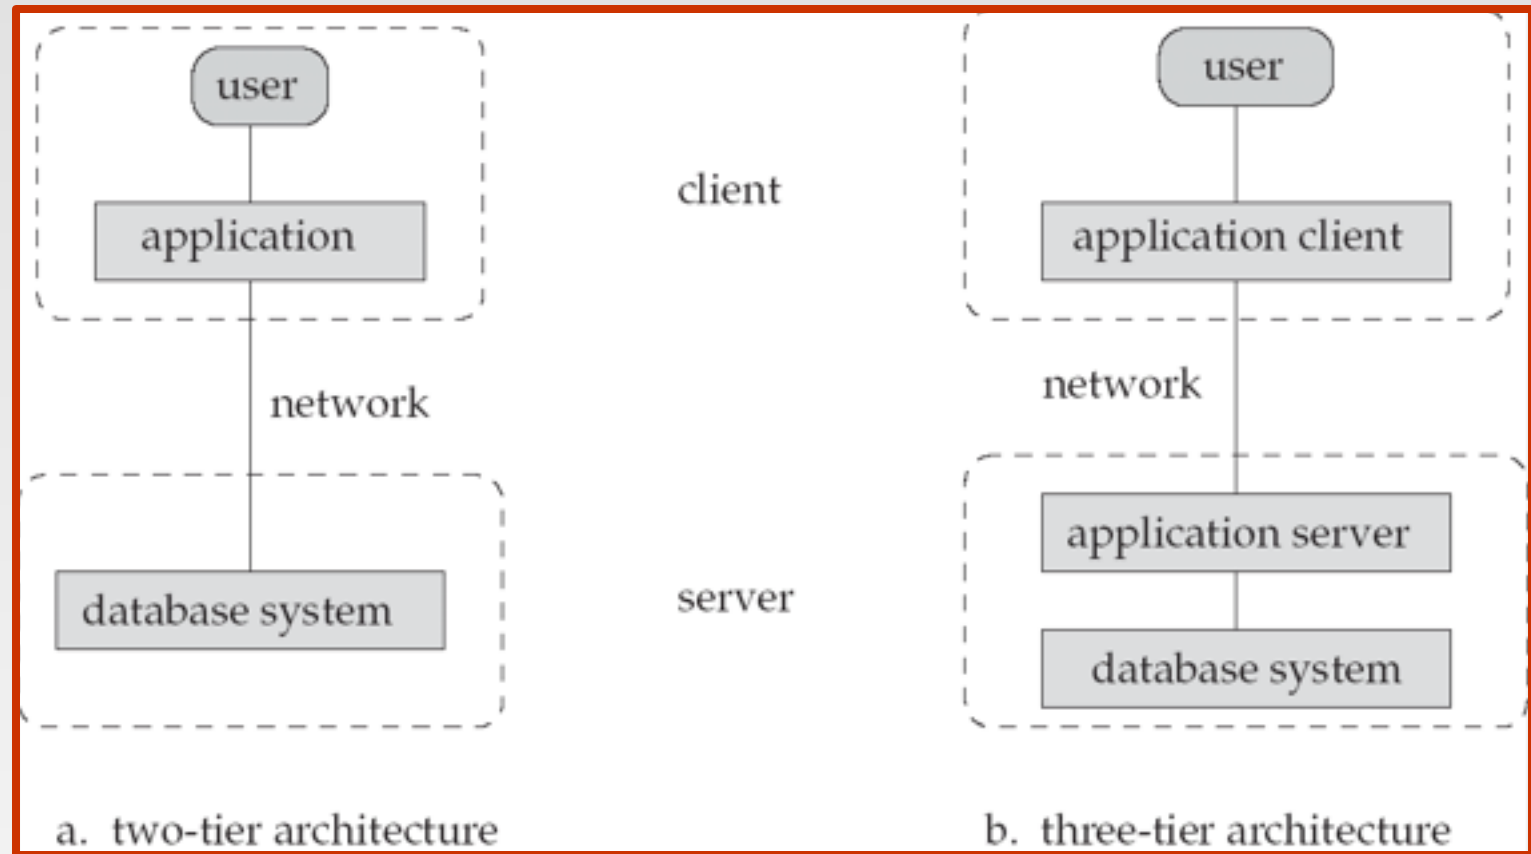 user
application
network
database system
client
server
user
application client
network
application server
database system
a. two-tier architecture
b. three-tier architecture